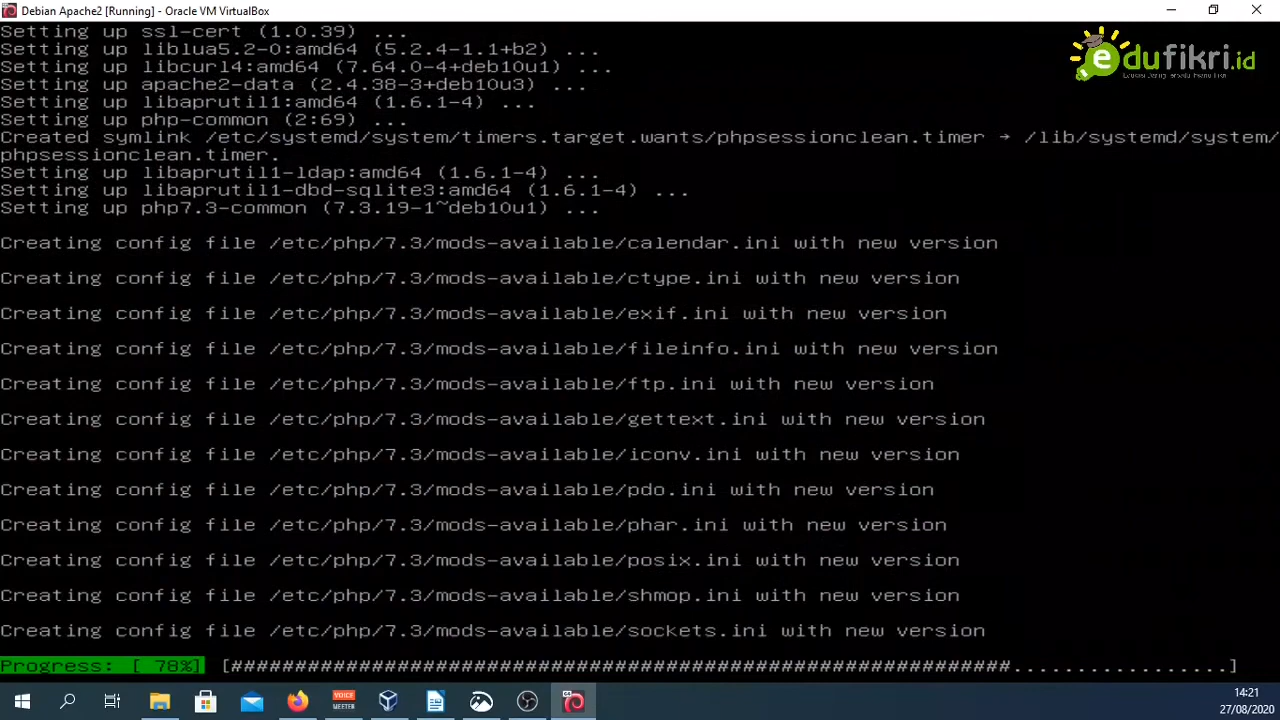 Debian Apache2 [Running] - Oracle VM VirtualBox
Setting up ssl-cert (1.0.39) ...
Setting up liblua5.2-0:amd64 (5.2.4-1.1+b2) ...
Setting up libcurl4:amd64 (7.64.0-4+deb10u1) ...
Setting up apache2-data (2.4.38-3+deb10u3) ...
Setting up libaprutil1:amd64 (1.6.1-4) ...
Setting up php-common (2:69) ...
Created symlink /etc/systemd/system/timers.target.wants/phpsessionclean.timer → /lib/systemd/system/
phpsessionclean.timer.
Setting up libaprutil1-ldap:amd64 (1.6.1-4) ...
Setting up libaprutil1-dbd-sqlite3:amd64 (1.6.1-4) ...
Setting up php7.3-common (7.3.19-1~deb10u1) ...
Creating config file /etc/php/7.3/mods-available/calendar.ini with new version
Creating config file /etc/php/7.3/mods-available/ctype.ini with new version
Creating config file /etc/php/7.3/mods-available/exif.ini with new version
Creating config file /etc/php/7.3/mods-available/fileinfo.ini with new version
Creating config file /etc/php/7.3/mods-available/ftp.ini with new version
Creating config file /etc/php/7.3/mods-available/gettext.ini with new version
Creating config file /etc/php/7.3/mods-available/iconv.ini with new version
Creating config file /etc/php/7.3/mods-available/pdo.ini with new version
Creating config file /etc/php/7.3/mods-available/phar.ini with new version
Creating config file /etc/php/7.3/mods-available/posix.ini with new version
Creating config file /etc/php/7.3/mods-available/shmop.ini with new version
Creating config file /etc/php/7.3/mods-available/sockets.ini with new version
Progress: [ 78%] [#############################################################.................]
edufikri.id
VOICE
MEETER
14:21
27/08/2020